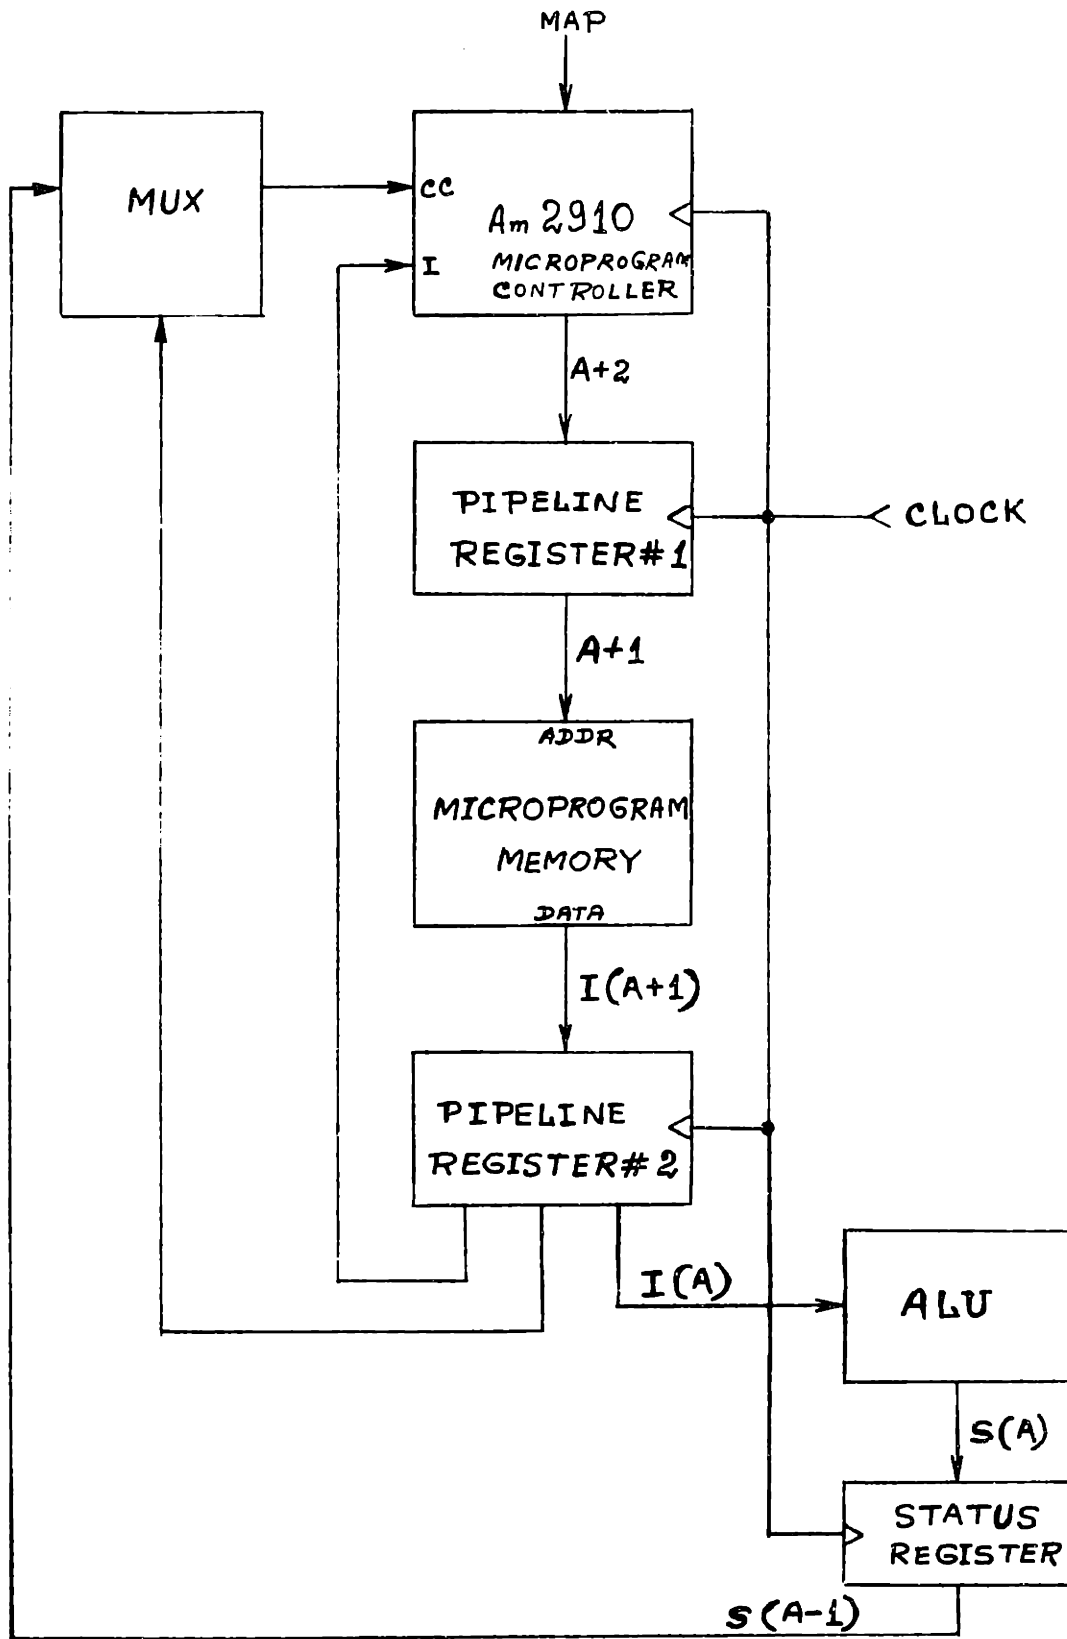 MAP
MUX
CC
Am 2910
I
MICROPROGRAM
CONTROLLER
A+2
PIPELINE
REGISTER#1
CLOCK
A+1
ADDR
MICROPROGRAM
MEMORY
DATA
I(A+1)
PIPELINE
REGISTER#2
I(A)
ALU
S(A)
STATUS
REGISTER
S(A-1)